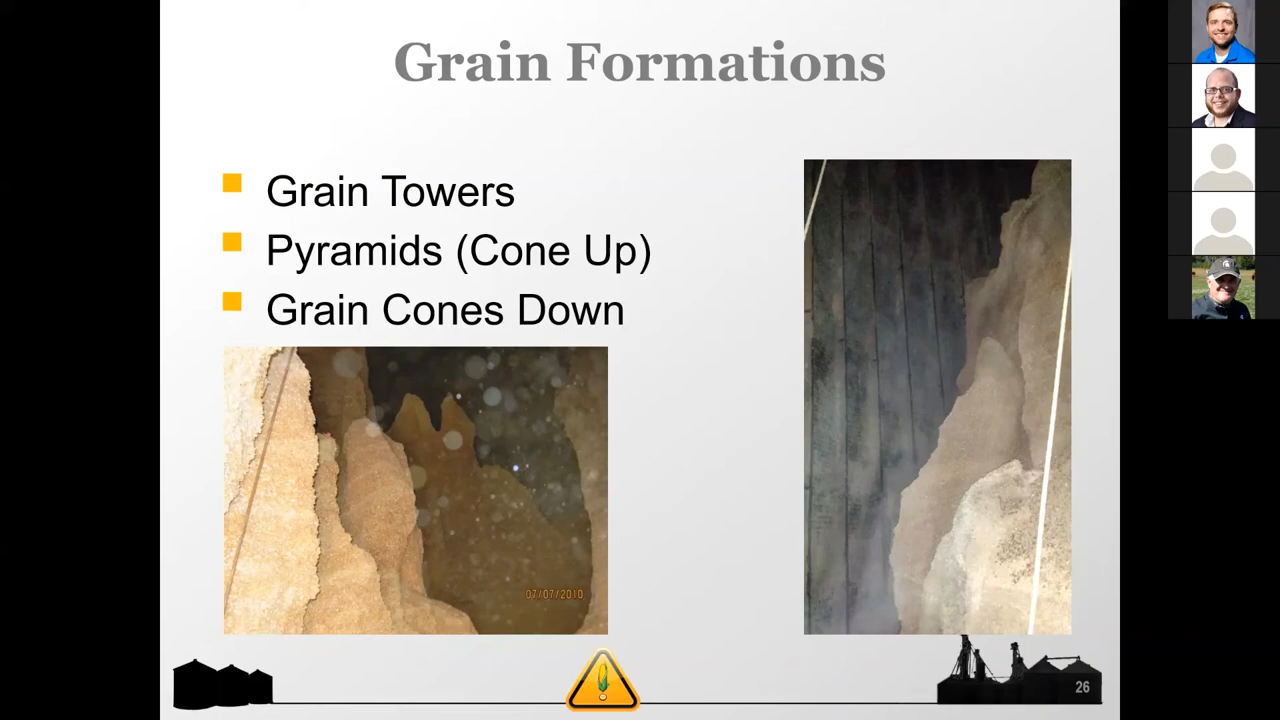 Grain Formations
Grain Towers
Pyramids (Cone Up)
Grain Cones Down
07/07/2010
26